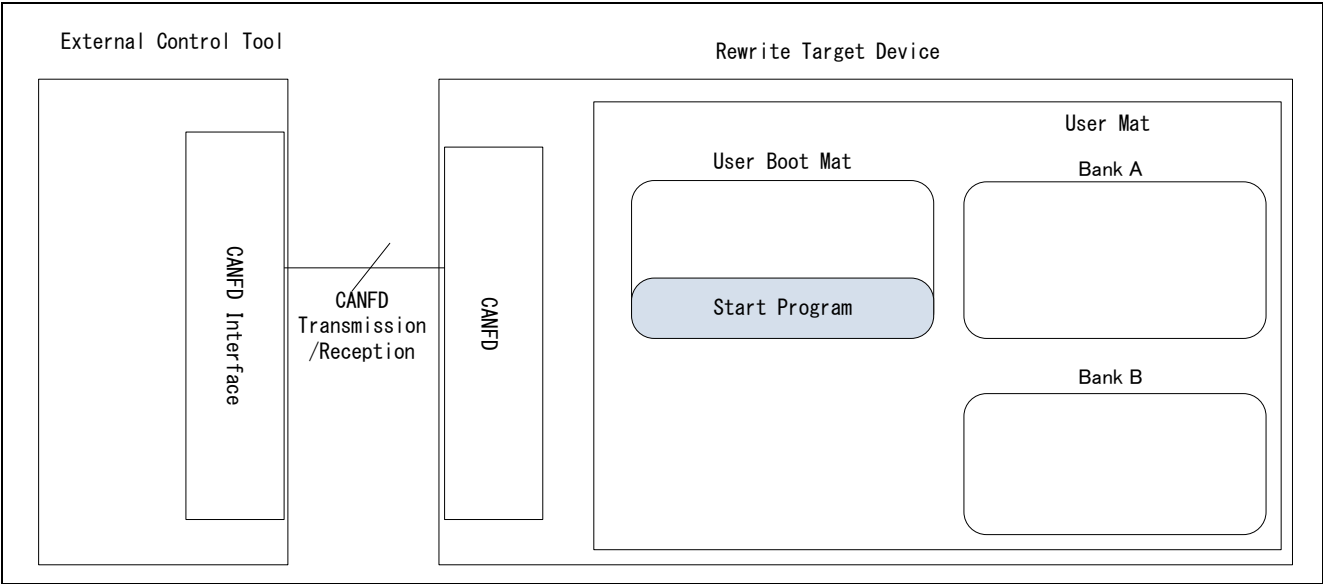 External Control Tool
Rewrite Target Device
User Mat
User Boot Mat
Bank A
CANFD Interface
CANFD
Transmission
/Reception
CANFD
Start Program
Bank B